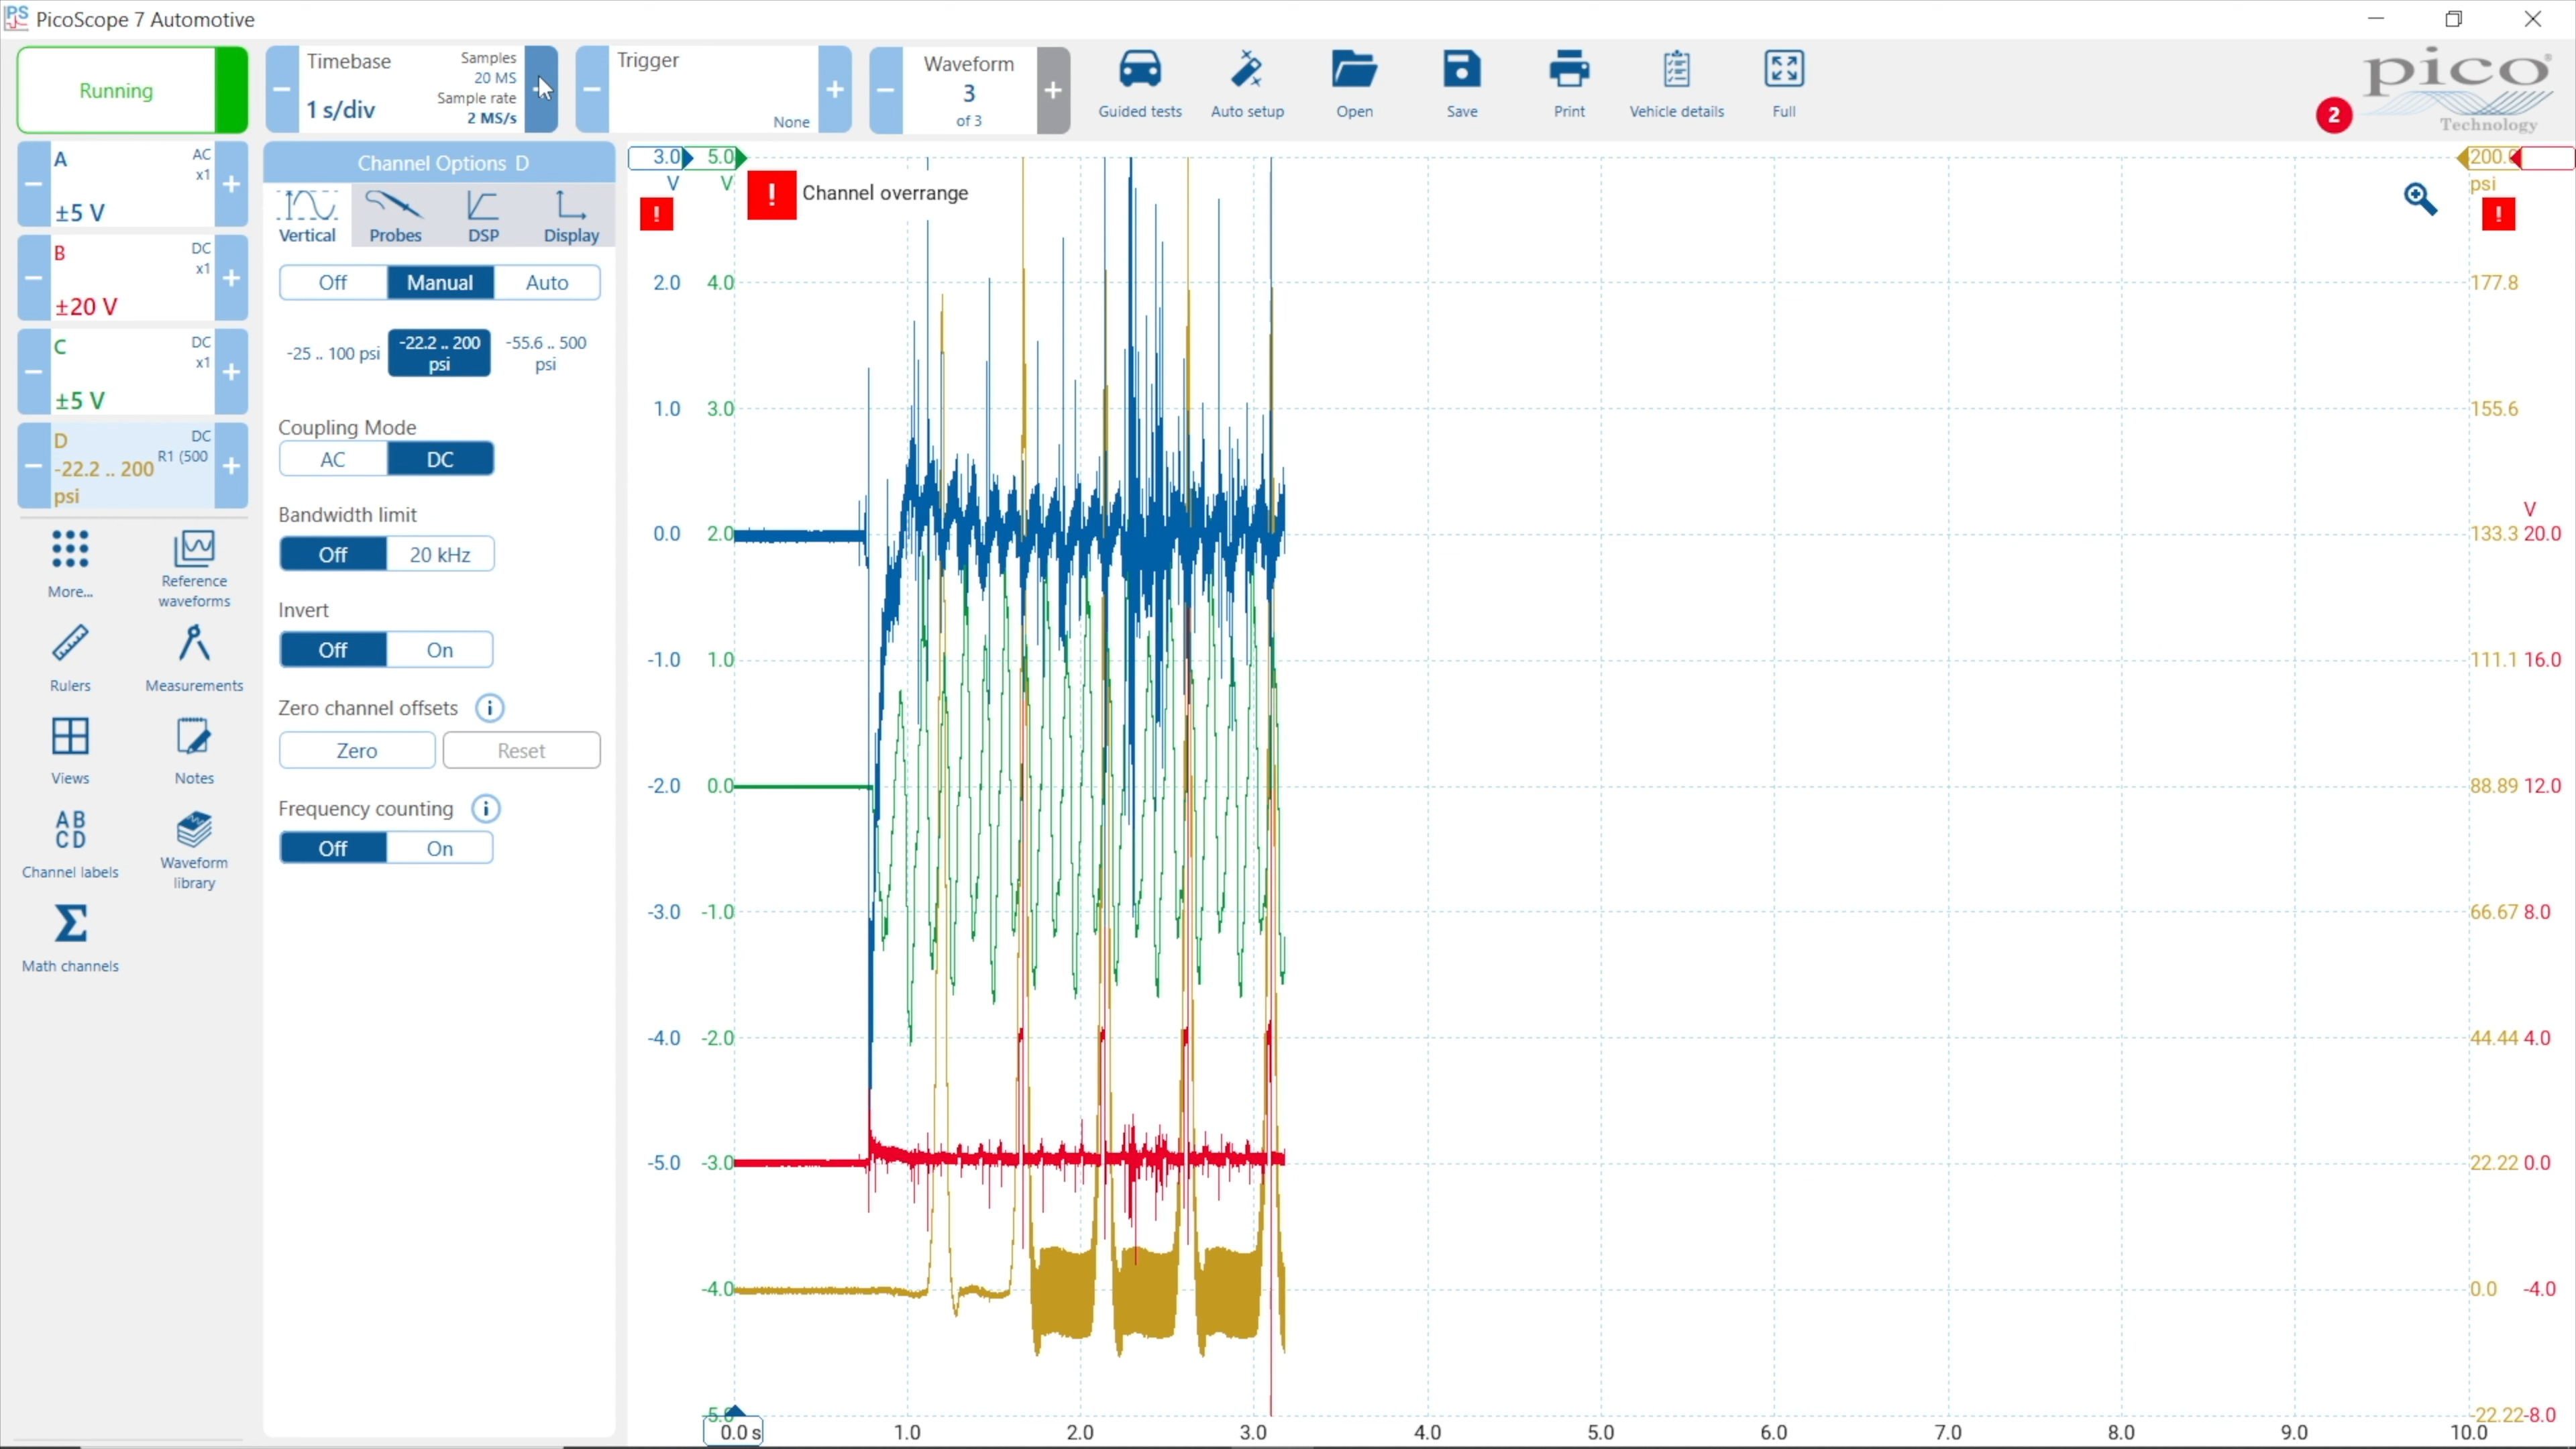 PS PicoScope 7 Automotive
Running
Timebase
1 s/div
Samples
20 MS
Sample rate
2 MS/s
Trigger
None
Waveform
3
of 3
Guided tests
Auto setup
Open
Save
Print
Vehicle details
Full
2
pico
Technology
A AC
x1
±5 V
B DC
x1
±20 V
C DC
x1
±5 V
D DC
R1 (500
-22.2 .. 200
psi
More...
Reference
waveforms
Rulers
Measurements
Views
Notes
A B
C D
Channel labels
Waveform
library
Σ
Math channels
Channel Options D
Vertical Probes DSP Display
Off Manual Auto
-25 .. 100 psi
-22.2 .. 200
psi
-55.6 .. 500
psi
Coupling Mode
AC DC
Bandwidth limit
Off 20 kHz
Invert
Off On
Zero channel offsets i
Zero Reset
Frequency counting i
Off On
! Channel overrange
3.0 5.0
V V
!
2.0 4.0
1.0 3.0
0.0 2.0
-1.0 1.0
-2.0 0.0
-3.0 -1.0
-4.0 -2.0
-5.0 -3.0
-4.0
-5.0
psi
!
177.8
155.6
V
133.3 20.0
111.1 16.0
88.89 12.0
66.67 8.0
44.44 4.0
22.22 0.0
0.0 -4.0
-22.22 -8.0
0.0 s 1.0 2.0 3.0 4.0 5.0 6.0 7.0 8.0 9.0 10.0